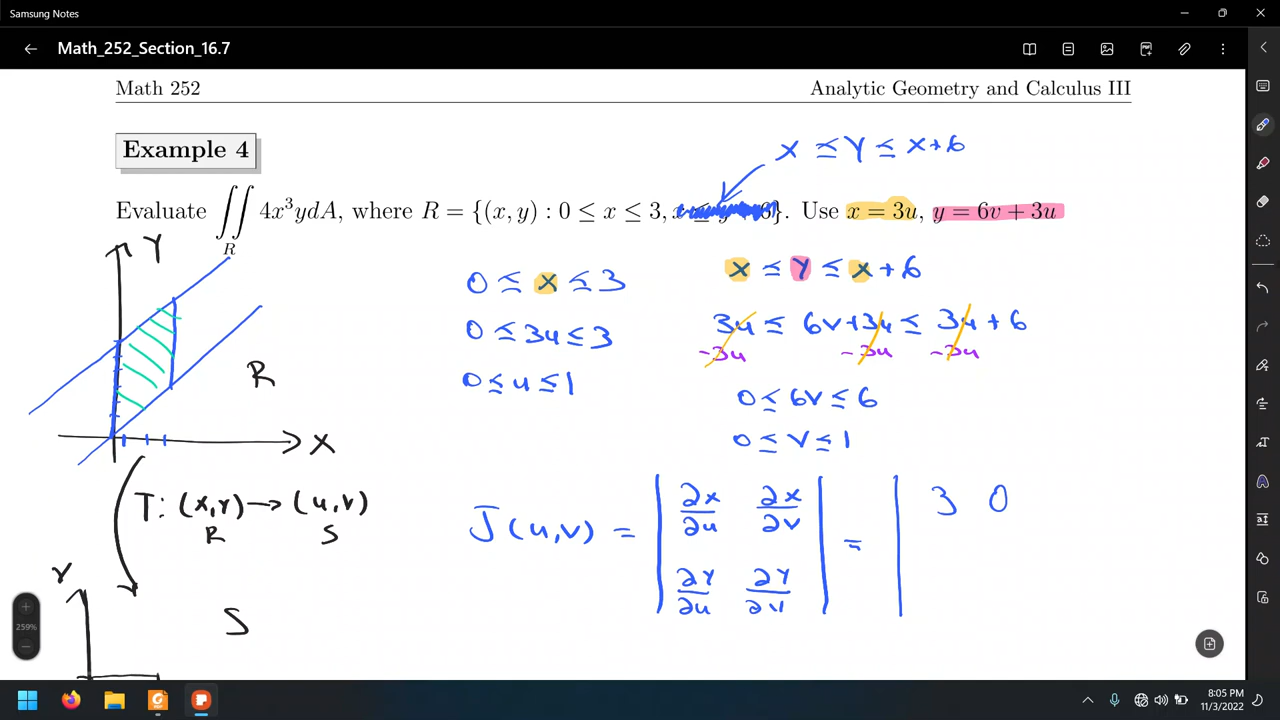 Samsung Notes
Math_252_Section_16.7
Math 252 Analytic Geometry and Calculus III
Example 4
x ≤ y ≤ x+6
Evaluate ∬_R 4x³ydA, where R = {(x, y) : 0 ≤ x ≤ 3, }. Use x = 3u, y = 6v + 3u
Y
0 ≤ x ≤ 3
x ≤ y ≤ x+6
0 ≤ 3u ≤ 3
3u ≤ 6v+3u ≤ 3u+6
-3u -3u -3u
0 ≤ u ≤ 1
0 ≤ 6v ≤ 6
0 ≤ v ≤ 1
R
X
T: (x,y) → (u,v)
R S
J(u,v) = | ∂x/∂u ∂x/∂v | = | 3 0
∂y/∂u ∂y/∂v
Y
S
259%
8:05 PM
11/3/2022